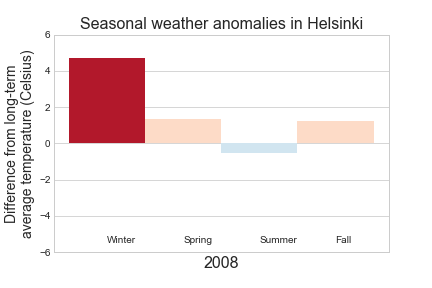 Seasonal weather anomalies in Helsinki
Difference from long-term
average temperature (Celsius)
6
4
2
0
−2
−4
−6
Winter Spring Summer Fall
2008